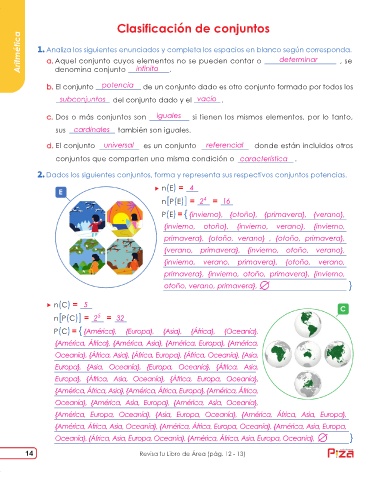 Clasificación de conjuntos
Aritmética
1. Analiza los siguientes enunciados y completa los espacios en blanco según corresponda.
a. Aquel conjunto cuyos elementos no se pueden contar o determinar , se
denomina conjunto infinito .
b. El conjunto potencia de un conjunto dado es otro conjunto formado por todos los
subconjuntos del conjunto dado y el vacío .
c. Dos o más conjuntos son iguales si tienen los mismos elementos, por lo tanto,
sus cardinales también son iguales.
d. El conjunto universal es un conjunto referencial donde están incluidos otros
conjuntos que comparten una misma condición o característica .
2. Dados los siguientes conjuntos, forma y representa sus respectivos conjuntos potencias.
E
▸ n(E) = 4
n[P(E)] = 2⁴ = 16
P(E) = { {invierno}, {otoño}, {primavera}, {verano},
{invierno, otoño}, {invierno, verano}, {invierno,
primavera}, {otoño, verano} , {otoño, primavera},
{verano, primavera}, {invierno, otoño, verano},
{invierno, verano, primavera}, {otoño, verano,
primavera}, {invierno, otoño, primavera}, {invierno,
otoño, verano, primavera}, ∅ }
▸ n(C) = 5
n[P(C)] = 2⁵ = 32
C
P(C) = { {América}, {Europa}, {Asia}, {África}, {Oceanía},
{América, África}, {América, Asia}, {América, Europa}, {América,
Oceanía}, {África, Asia}, {África, Europa}, {África, Oceanía}, {Asia,
Europa}, {Asia, Oceanía}, {Europa, Oceanía}, {África, Asia,
Europa}, {África, Asia, Oceanía}, {África, Europa, Oceanía},
{América, África, Asia}, {América, África, Europa}, {América, África,
Oceanía}, {América, Asia, Europa}, {América, Asia, Oceanía},
{América, Europa, Oceanía}, {Asia, Europa, Oceanía}, {América, África, Asia, Europa},
{América, África, Asia, Oceanía}, {América, África, Europa, Oceanía}, {América, Asia, Europa,
Oceanía}, {África, Asia, Europa, Oceanía}, {América, África, Asia, Europa, Oceanía}, ∅ }
14
Revisa tu Libro de Área (pág. 12 - 13)
Piza